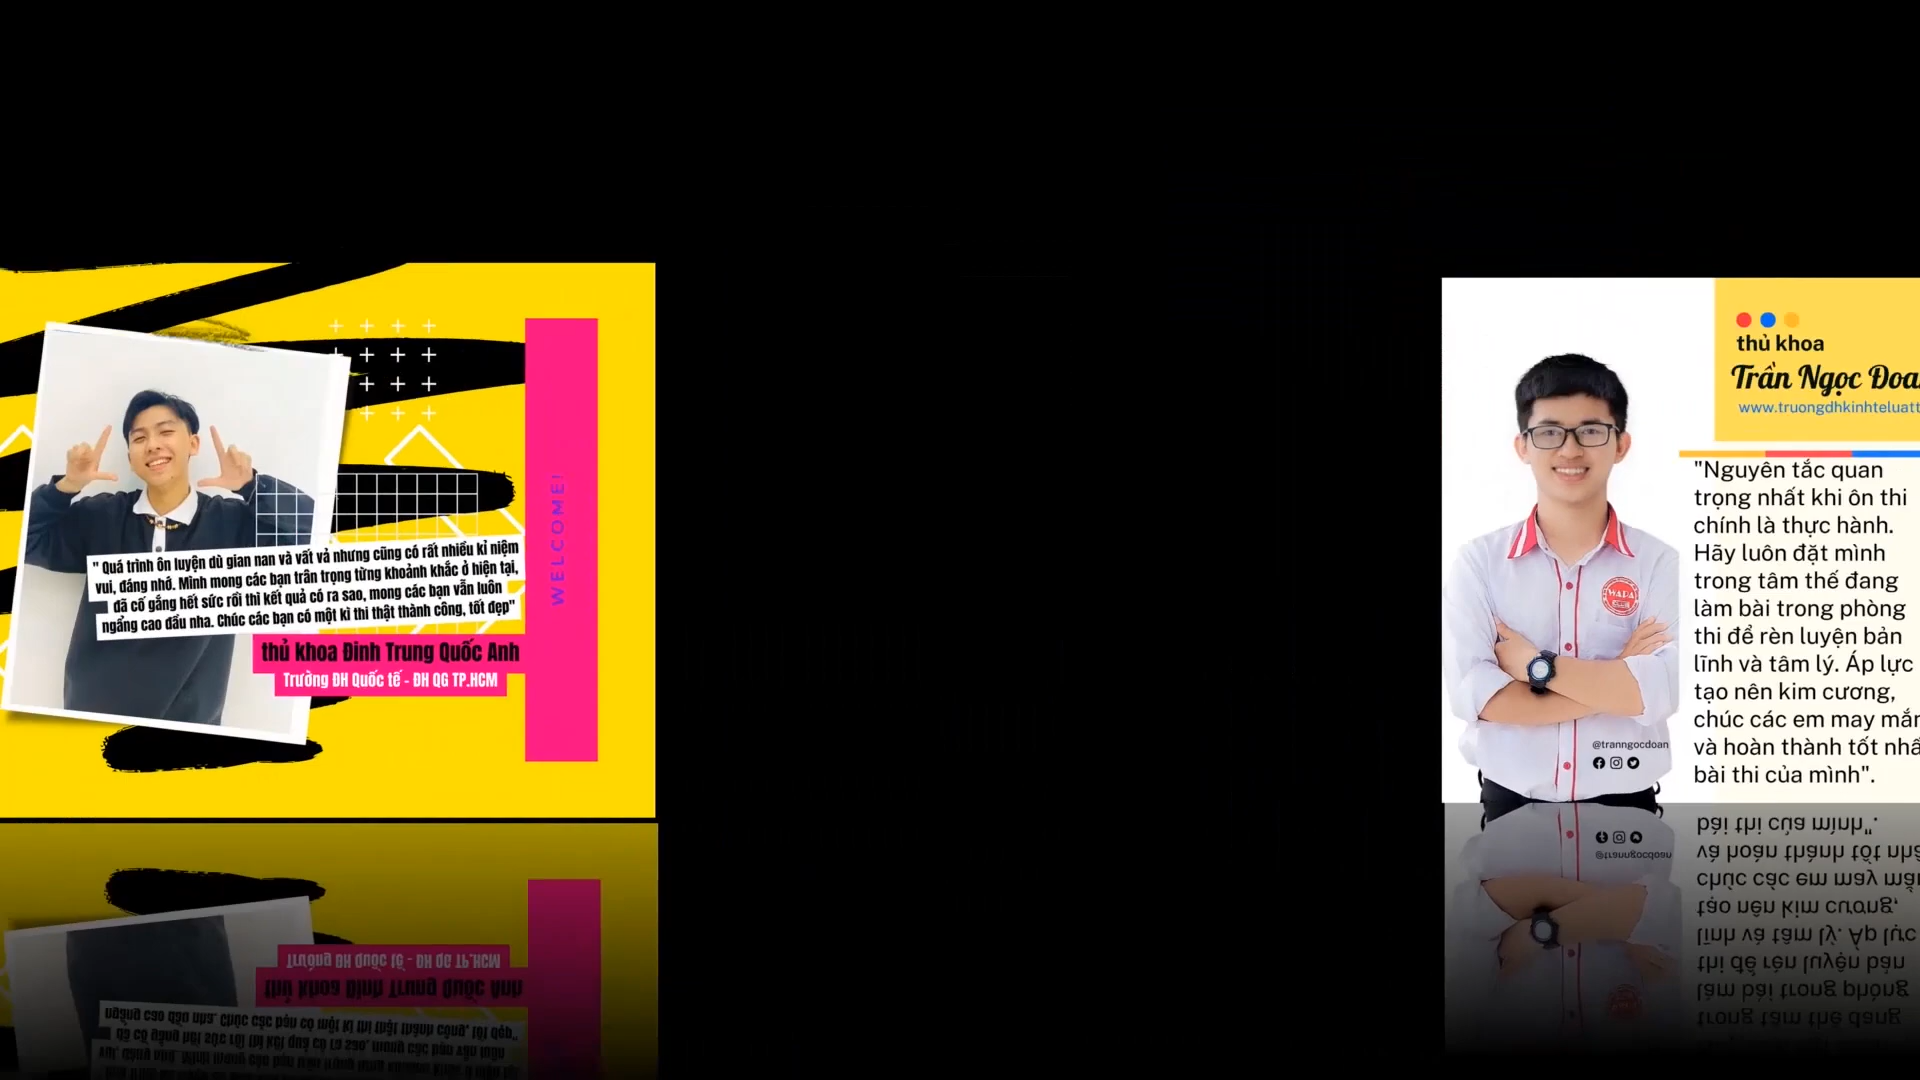 " Quá trình ôn luyện dù gian nan và vất vả nhưng cũng có rất nhiều kỉ niệm
vui, đáng nhớ. Mình mong các bạn trân trọng từng khoảnh khắc ở hiện tại,
đã cố gắng hết sức rồi thì kết quả có ra sao, mong các bạn vẫn luôn
ngẩng cao đầu nha. Chúc các bạn có một kì thi thật thành công, tốt đẹp"
thủ khoa Đinh Trung Quốc Anh
Trường ĐH Quốc tế - ĐH QG TP.HCM
WELCOME!
thủ khoa
Trần Ngọc
www.truongdhkinhteluatt
"Nguyên tắc quan
trọng nhất khi ôn thi
chính là thực hành.
Hãy luôn đặt mình
trong tâm thế đang
làm bài trong phòng
thi để rèn luyện bản
lĩnh và tâm lý. Áp lực
tạo nên kim cương,
chúc các em may mắn
và hoàn thành tốt nhấ
bài thi của mình".
@tranngocdoan